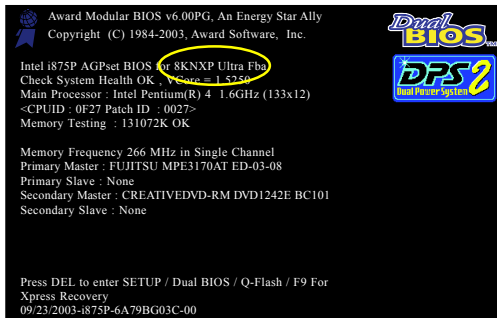 Award Modular BIOS v6.00PG, An Energy Star Ally
Copyright (C) 1984-2003, Award Software, Inc.
Dual
BIOS TM
Intel i875P AGPset BIOS for 8KNXP Ultra Fba
Check System Health OK , VCore = 1.5250
Main Processor : Intel Pentium(R) 4 1.6GHz (133x12)
<CPUID : 0F27 Patch ID : 0027>
Memory Testing : 131072K OK
DPS2
Dual Power System
Memory Frequency 266 MHz in Single Channel
Primary Master : FUJITSU MPE3170AT ED-03-08
Primary Slave : None
Secondary Master : CREATIVEDVD-RM DVD1242E BC101
Secondary Slave : None
Press DEL to enter SETUP / Dual BIOS / Q-Flash / F9 For
Xpress Recovery
09/23/2003-i875P-6A79BG03C-00